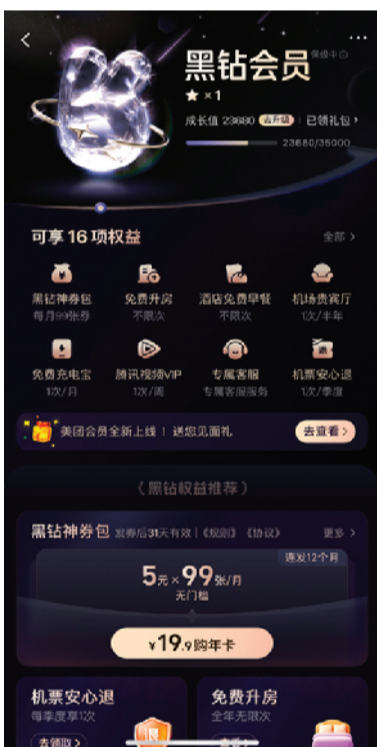 黑钻会员 保级中
★ ×1
成长值 23680 去升级 | 已领礼包 >
23680/35000
可享 16 项权益 全部 >
黑钻神券包 免费升房 酒店免费早餐 机场贵宾厅
每月99张券 不限次 不限次 1次/半年
免费充电宝 腾讯视频VIP 专属客服 机票安心退
1次/月 1次/周 专属客服服务 1次/季度
美团会员全新上线！送您见面礼 去查看 >
〈 黑钻权益推荐 〉
黑钻神券包 发券后31天有效 |《规则》《协议》 更多 >
连发12个月
5元×99张/月
无门槛
¥19.9购年卡
机票安心退 免费升房
每季度享1次 全年无限次
去领取 >